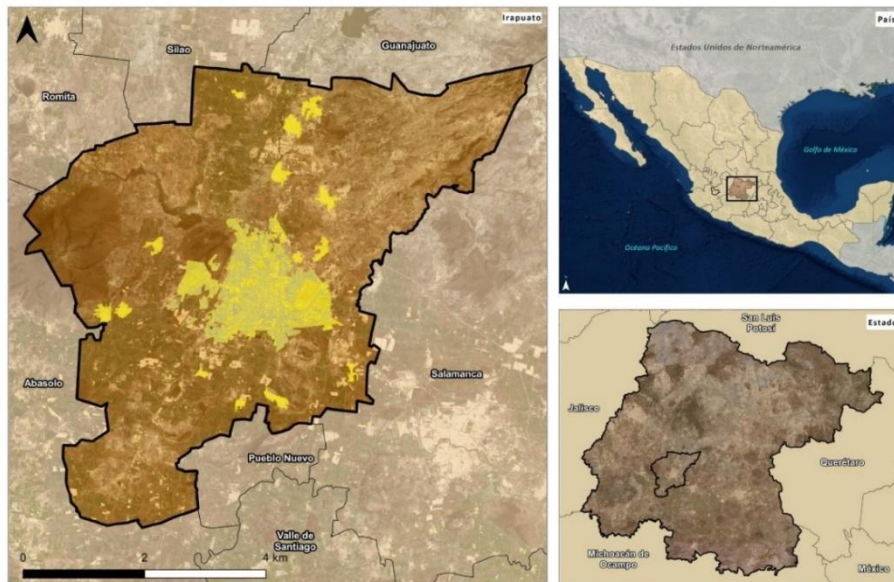 Irapuato
Silao
Guanajuato
Romita
Abasolo
Salamanca
Pueblo Nuevo
Valle de
Santiago
0 2 4 km
País
Estados Unidos de Norteamérica
Golfo de México
Océano Pacífico
Estado
San Luis
Potosí
Jalisco
Querétaro
Michoacán de
Ocampo
México